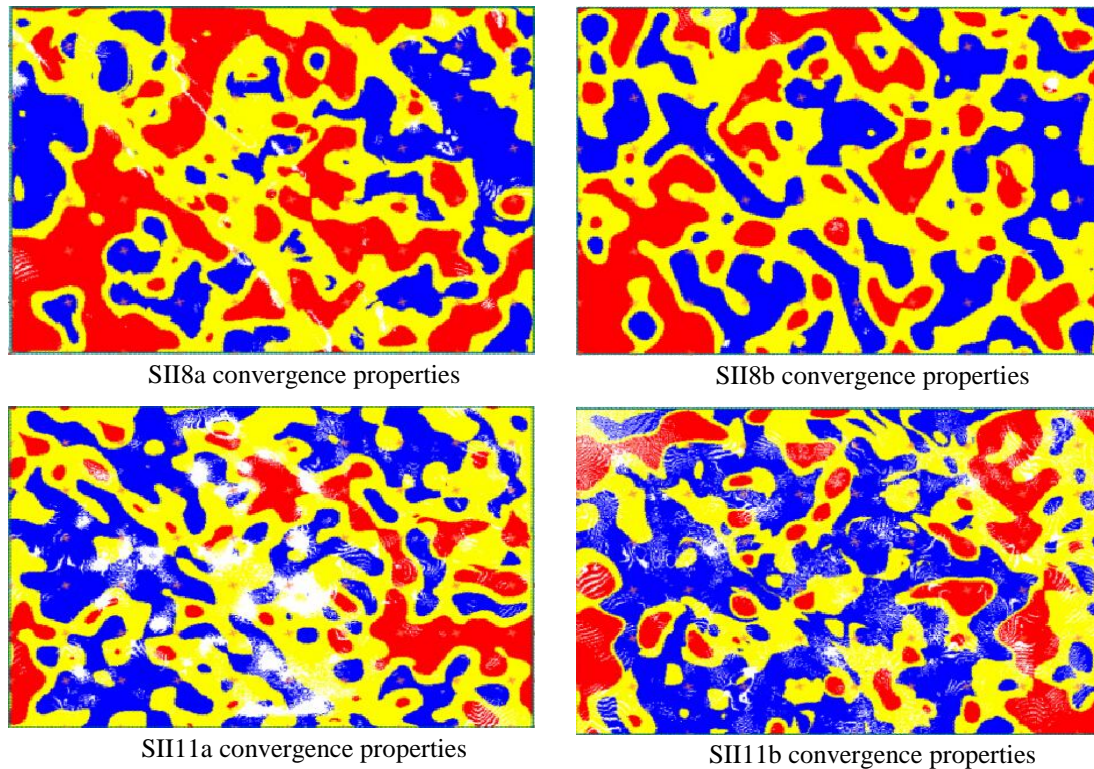 SII8a convergence properties
SII8b convergence properties
SII11a convergence properties
SII11b convergence properties